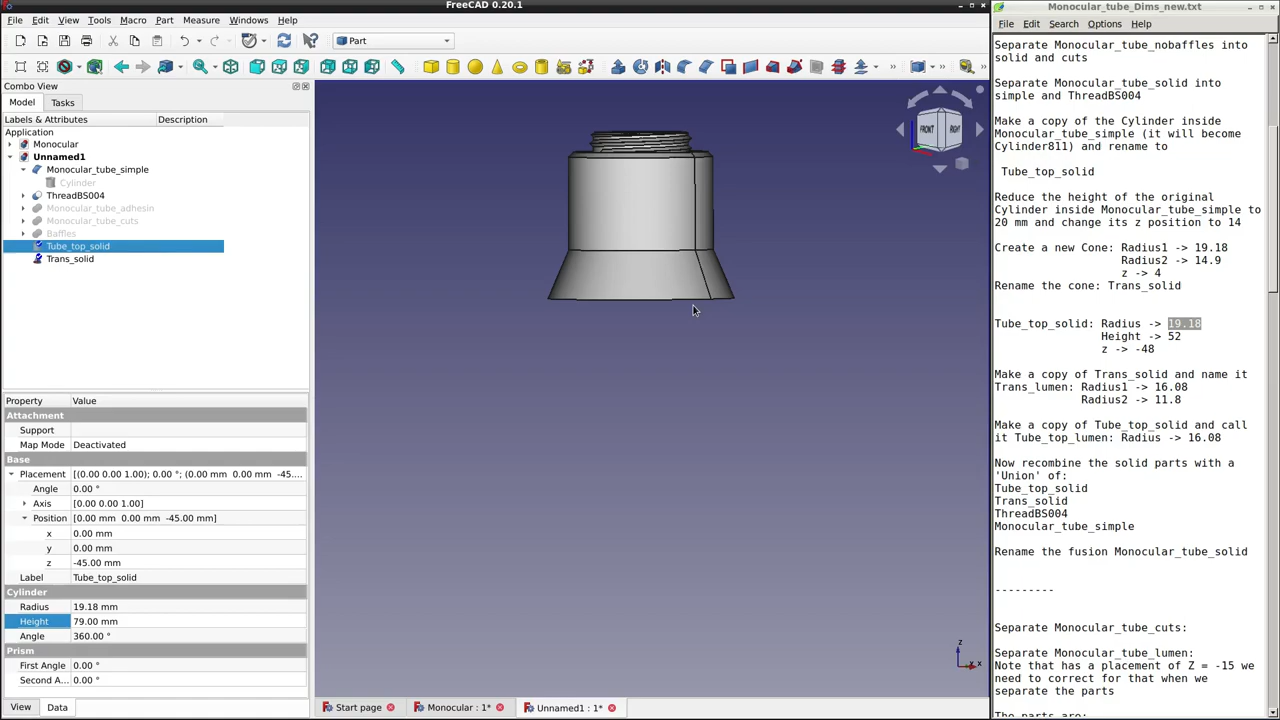 FreeCAD 0.20.1
File Edit View Tools Macro Part Measure Windows Help
Part
Combo View
Model Tasks
Labels & Attributes Description
Application
Monocular
Unnamed1
Monocular_tube_simple
Cylinder
ThreadBS004
Monocular_tube_adhesin
Monocular_tube_cuts
Baffles
Tube_top_solid
Trans_solid
Property Value
Attachment
Support
Map Mode Deactivated
Base
Placement [(0.00 0.00 1.00); 0.00 °; (0.00 mm 0.00 mm -45....
Angle 0.00 °
Axis [0.00 0.00 1.00]
Position [0.00 mm 0.00 mm -45.00 mm]
x 0.00 mm
y 0.00 mm
z -45.00 mm
Label Tube_top_solid
Cylinder
Radius 19.18 mm
Height 79.00 mm
Angle 360.00 °
Prism
First Angle 0.00 °
Second A... 0.00 °
View Data
FRONT RIGHT
z
x
Start page Monocular : 1* Unnamed1 : 1*
Monocular_tube_Dims_new.txt
File Edit Search Options Help
Separate Monocular_tube_nobaffles into
solid and cuts
Separate Monocular_tube_solid into
simple and ThreadBS004
Make a copy of the Cylinder inside
Monocular_tube_simple (it will become
Cylinder811) and rename to
Tube_top_solid
Reduce the height of the original
Cylinder inside Monocular_tube_simple to
20 mm and change its z position to 14
Create a new Cone: Radius1 -> 19.18
Radius2 -> 14.9
z -> 4
Rename the cone: Trans_solid
Tube_top_solid: Radius -> 19.18
Height -> 52
z -> -48
Make a copy of Trans_solid and name it
Trans_lumen: Radius1 -> 16.08
Radius2 -> 11.8
Make a copy of Tube_top_solid and call
it Tube_top_lumen: Radius -> 16.08
Now recombine the solid parts with a
'Union' of:
Tube_top_solid
Trans_solid
ThreadBS004
Monocular_tube_simple
Rename the fusion Monocular_tube_solid
---------
Separate Monocular_tube_cuts:
Separate Monocular_tube_lumen:
Note that has a placement of Z = -15 we
need to correct for that when we
separate the parts